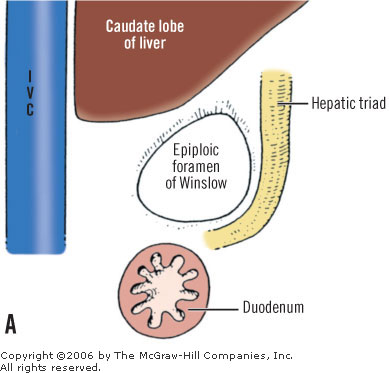 Caudate lobe
of liver
I
V
C
Hepatic triad
Epiploic
foramen
of Winslow
Duodenum
A
Copyright ©2006 by The McGraw-Hill Companies, Inc.
All rights reserved.